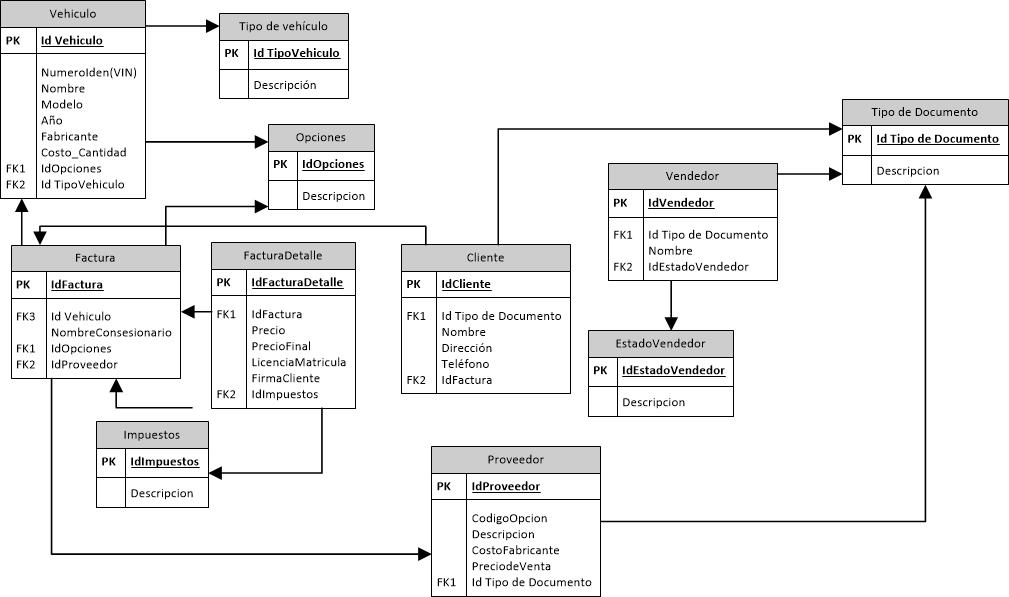 Vehiculo
PK Id Vehiculo
NumeroIden(VIN)
Nombre
Modelo
Año
Fabricante
Costo_Cantidad
FK1 IdOpciones
FK2 Id TipoVehiculo
Tipo de vehículo
PK Id TipoVehiculo
Descripción
Opciones
PK IdOpciones
Descripcion
Tipo de Documento
PK Id Tipo de Documento
Descripcion
Vendedor
PK IdVendedor
FK1 Id Tipo de Documento
Nombre
FK2 IdEstadoVendedor
Factura
PK IdFactura
FK3 Id Vehiculo
NombreConsesionario
FK1 IdOpciones
FK2 IdProveedor
FacturaDetalle
PK IdFacturaDetalle
FK1 IdFactura
Precio
PrecioFinal
LicenciaMatricula
FirmaCliente
FK2 IdImpuestos
Cliente
PK IdCliente
FK1 Id Tipo de Documento
Nombre
Dirección
Teléfono
FK2 IdFactura
EstadoVendedor
PK IdEstadoVendedor
Descripcion
Impuestos
PK IdImpuestos
Descripcion
Proveedor
PK IdProveedor
CodigoOpcion
Descripcion
CostoFabricante
PreciodeVenta
FK1 Id Tipo de Documento